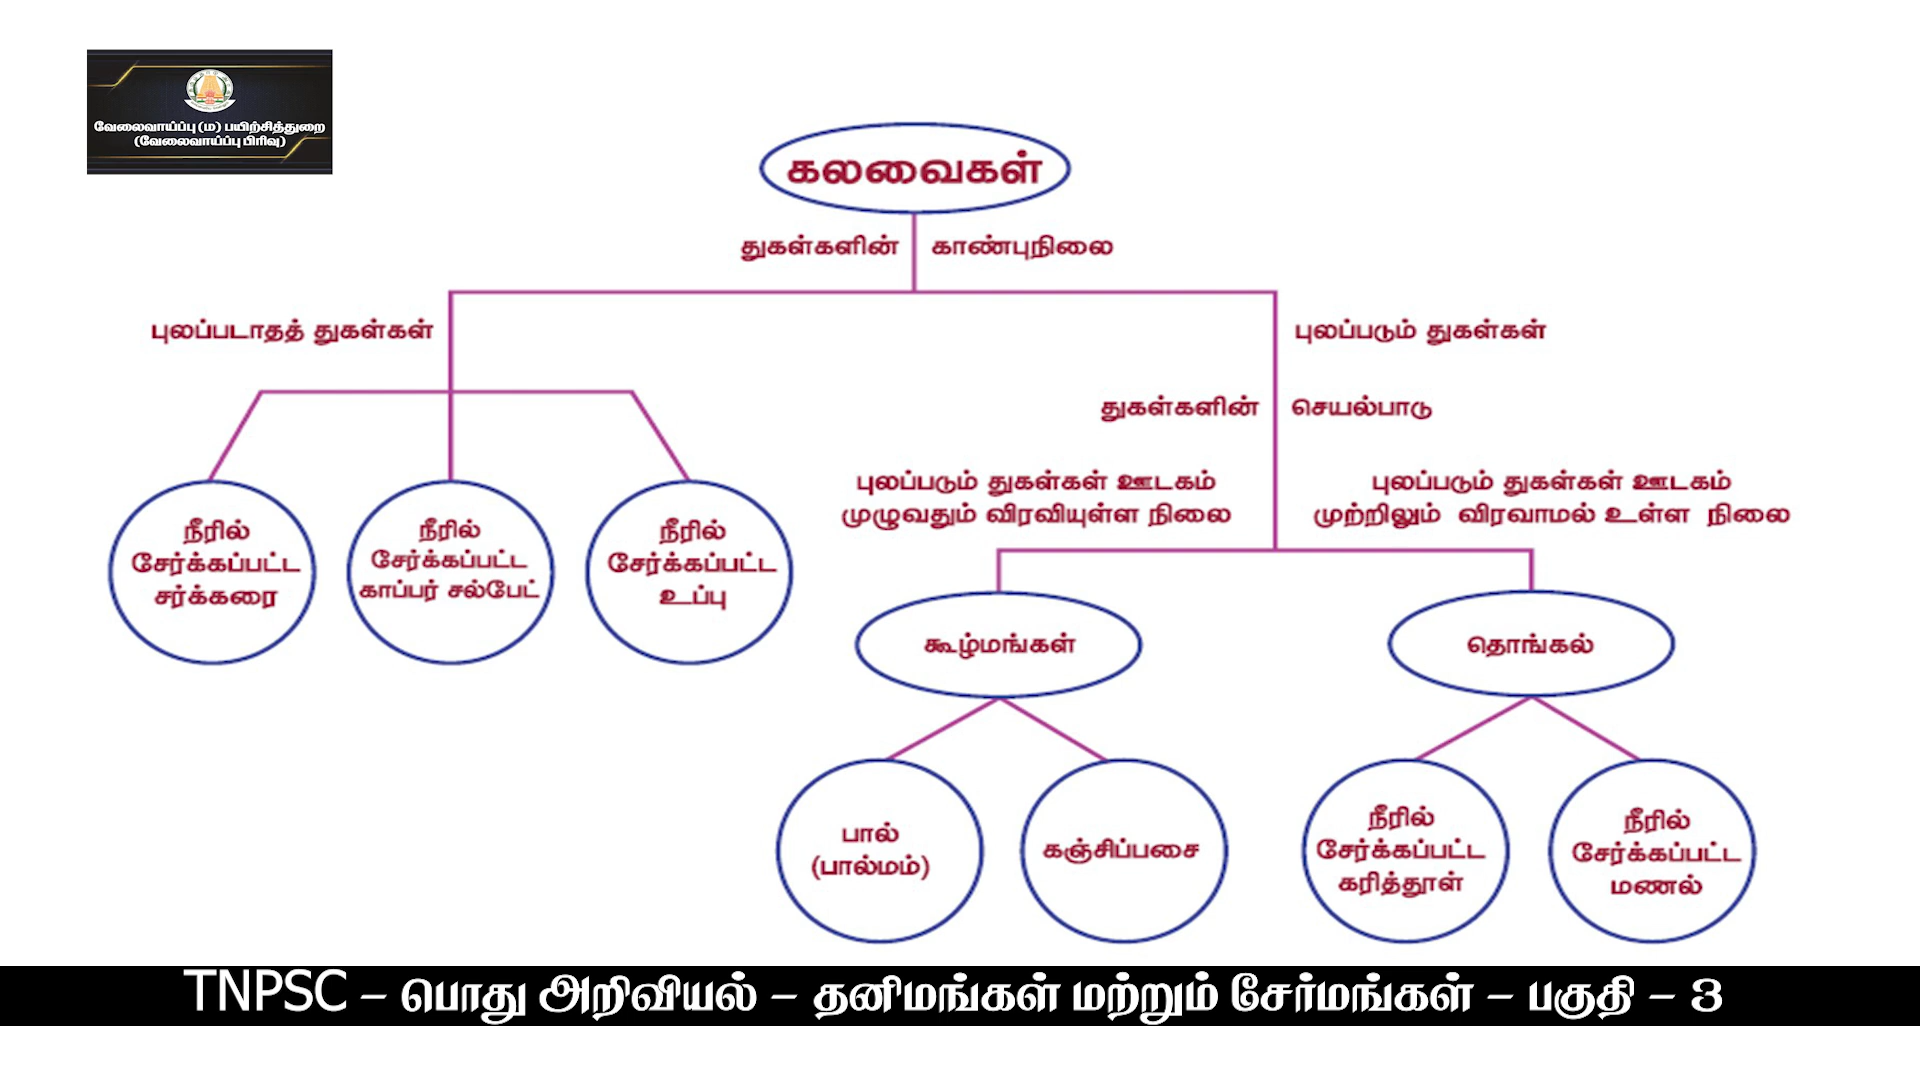 வேலைவாய்ப்பு (ம) பயிற்சித்துறை
(வேலைவாய்ப்பு பிரிவு)
கலவைகள்
துகள்களின் காண்புநிலை
புலப்படாதத் துகள்கள்
புலப்படும் துகள்கள்
துகள்களின் செயல்பாடு
புலப்படும் துகள்கள் ஊடகம்
முழுவதும் விரவியுள்ள நிலை
புலப்படும் துகள்கள் ஊடகம்
முற்றிலும் விரவாமல் உள்ள நிலை
நீரில்
சேர்க்கப்பட்ட
சர்க்கரை
நீரில்
சேர்க்கப்பட்ட
காப்பர் சல்பேட்
நீரில்
சேர்க்கப்பட்ட
உப்பு
கூழ்மங்கள்
தொங்கல்
பால்
(பால்மம்)
கஞ்சிப்பசை
நீரில்
சேர்க்கப்பட்ட
கரித்தூள்
நீரில்
சேர்க்கப்பட்ட
மணல்
TNPSC – பொது அறிவியல் – தனிமங்கள் மற்றும் சேர்மங்கள் – பகுதி – 3